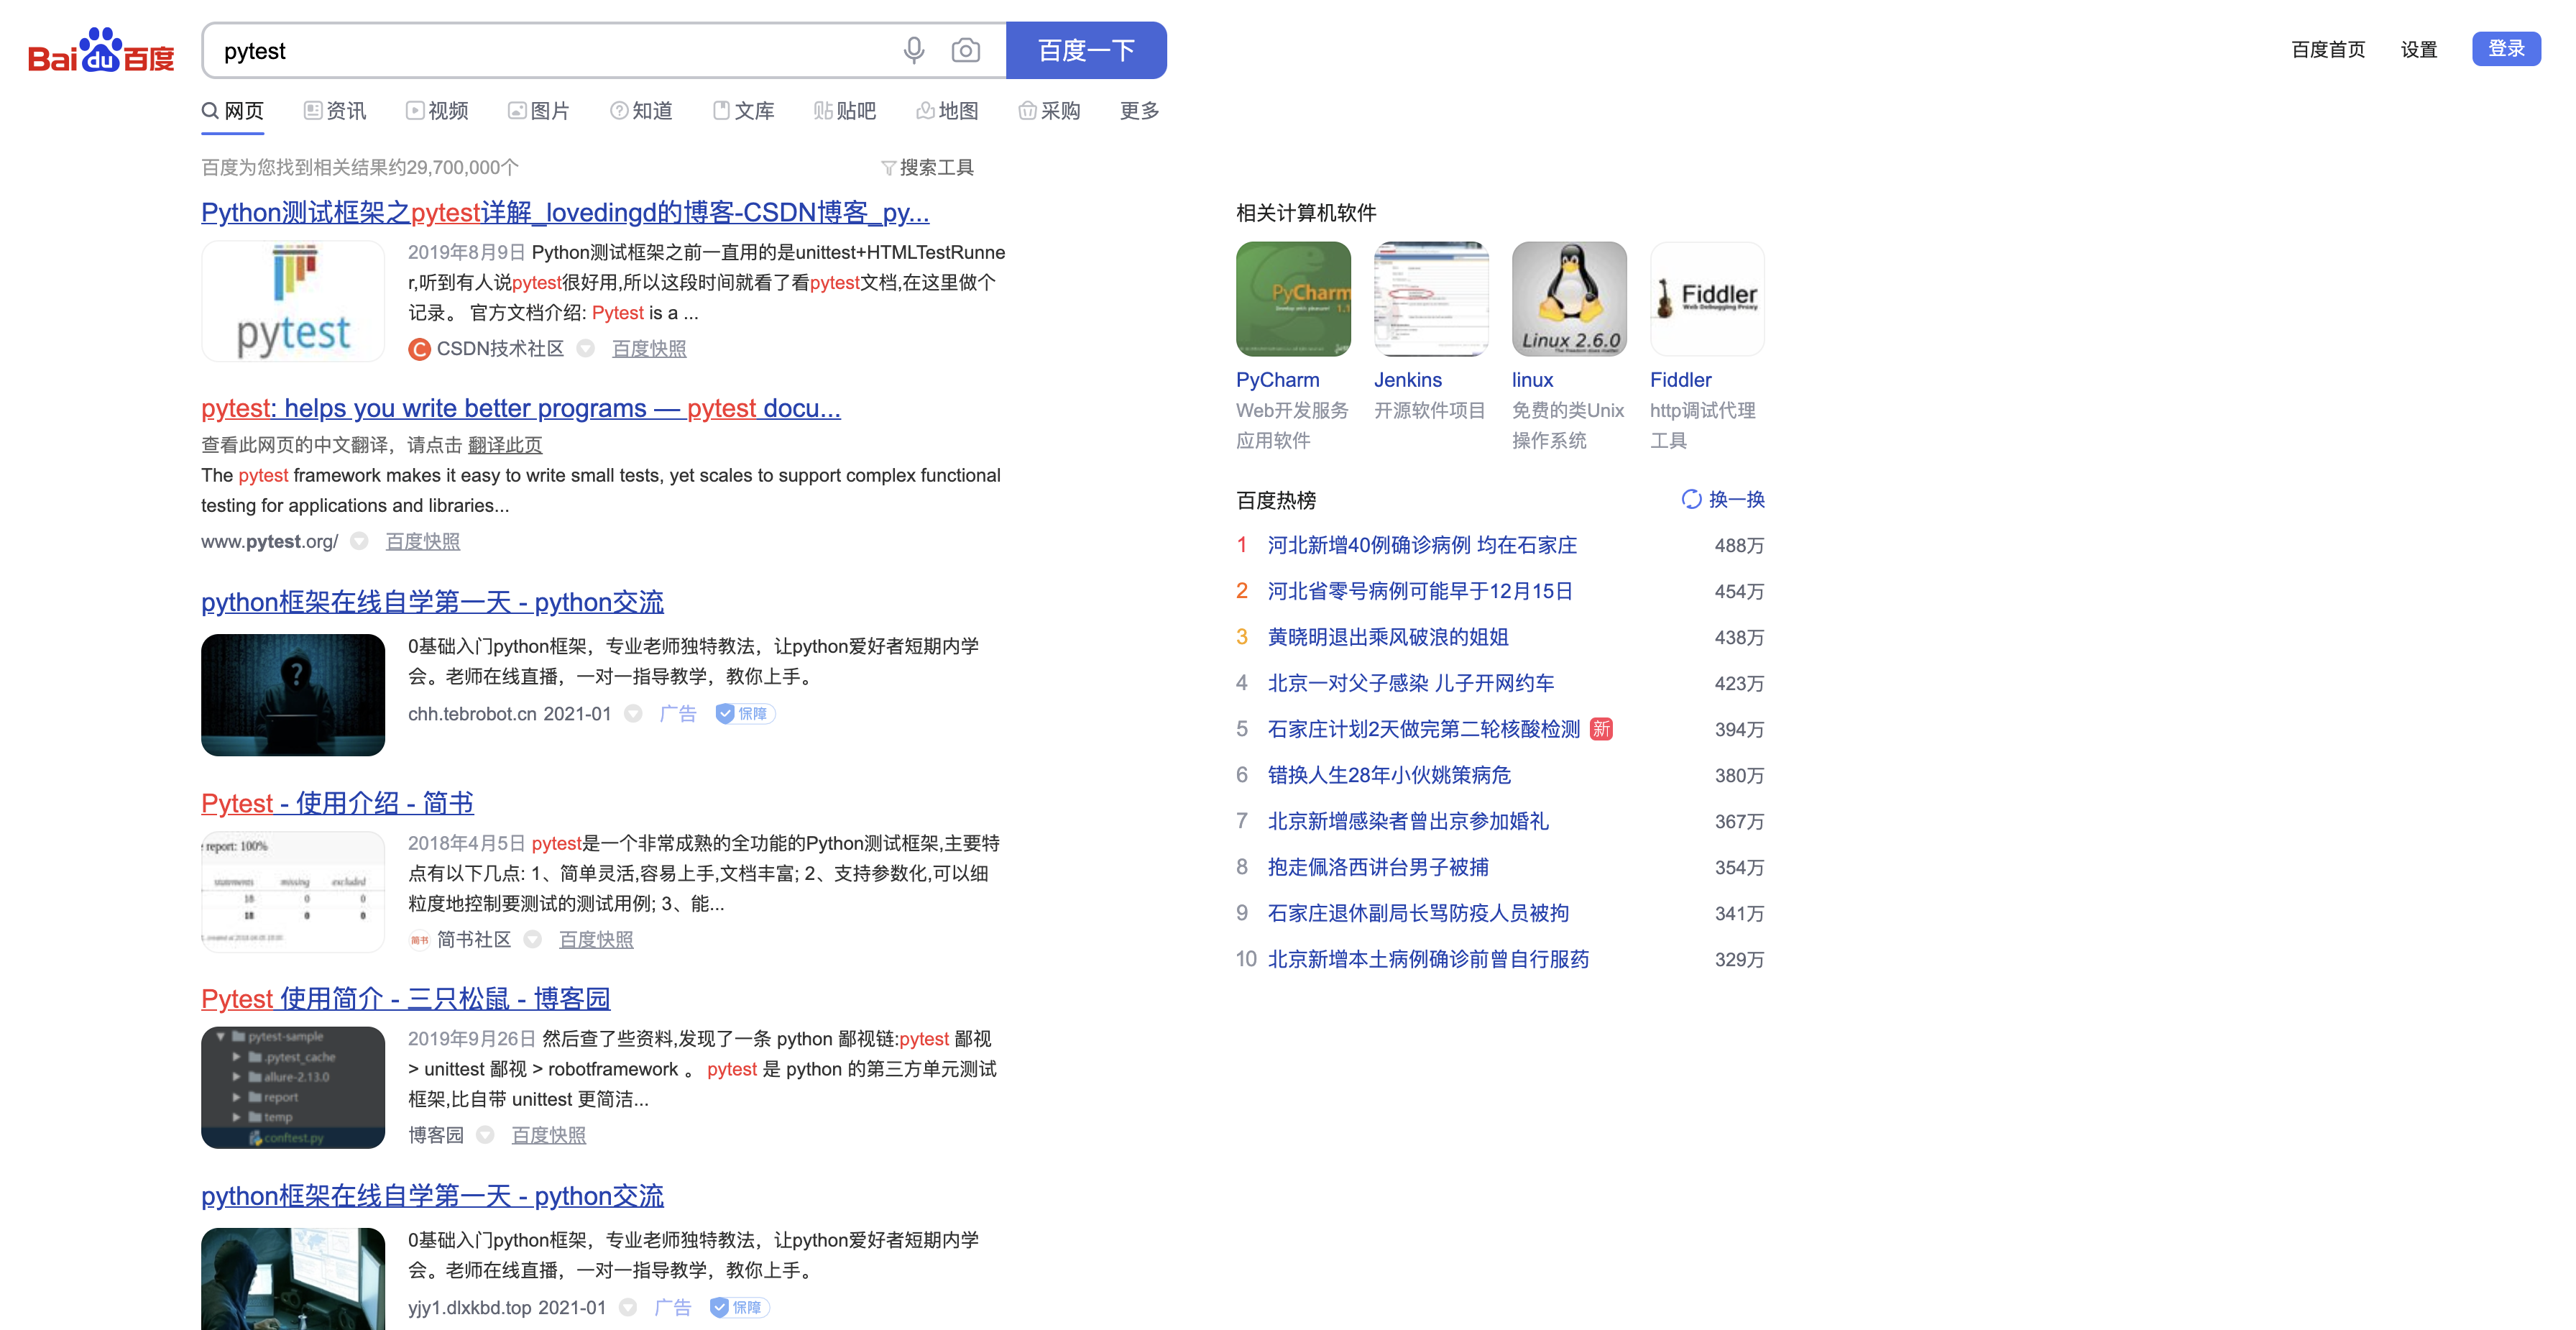 Bai du 百度
pytest
百度一下
百度首页 设置 登录
网页 资讯 视频 图片 知道 文库 贴 贴吧 地图 采购 更多
百度为您找到相关结果约29,700,000个
搜索工具
Python测试框架之pytest详解_lovedingd的博客-CSDN博客_py...
pytest
2019年8月9日 Python测试框架之前一直用的是unittest+HTMLTestRunne
r,听到有人说pytest很好用,所以这段时间就看了看pytest文档,在这里做个
记录。 官方文档介绍: Pytest is a ...
C CSDN技术社区 百度快照
pytest: helps you write better programs — pytest docu...
查看此网页的中文翻译，请点击 翻译此页
The pytest framework makes it easy to write small tests, yet scales to support complex functional
testing for applications and libraries...
www.pytest.org/ 百度快照
python框架在线自学第一天 - python交流
?
0基础入门python框架，专业老师独特教法，让python爱好者短期内学
会。老师在线直播，一对一指导教学，教你上手。
chh.tebrobot.cn 2021-01 广告 保障
Pytest - 使用介绍 - 简书
report: 100%
statements missing excluded
18 0 0
18 0 0
2018年4月5日 pytest是一个非常成熟的全功能的Python测试框架,主要特
点有以下几点: 1、简单灵活,容易上手,文档丰富; 2、支持参数化,可以细
粒度地控制要测试的测试用例; 3、能...
简书 简书社区 百度快照
Pytest 使用简介 - 三只松鼠 - 博客园
pytest-sample
.pytest_cache
allure-2.13.0
report
temp
conftest.py
2019年9月26日 然后查了些资料,发现了一条 python 鄙视链:pytest 鄙视
> unittest 鄙视 > robotframework 。 pytest 是 python 的第三方单元测试
框架,比自带 unittest 更简洁...
博客园 百度快照
python框架在线自学第一天 - python交流
0基础入门python框架，专业老师独特教法，让python爱好者短期内学
会。老师在线直播，一对一指导教学，教你上手。
yjy1.dlxkbd.top 2021-01 广告 保障
相关计算机软件
PyCharm
Linux 2.6.0
Fiddler
Web Debugging Proxy
PyCharm Jenkins linux Fiddler
Web开发服务 开源软件项目 免费的类Unix http调试代理
应用软件 操作系统 工具
百度热榜 换一换
1 河北新增40例确诊病例 均在石家庄 488万
2 河北省零号病例可能早于12月15日 454万
3 黄晓明退出乘风破浪的姐姐 438万
4 北京一对父子感染 儿子开网约车 423万
5 石家庄计划2天做完第二轮核酸检测 新 394万
6 错换人生28年小伙姚策病危 380万
7 北京新增感染者曾出京参加婚礼 367万
8 抱走佩洛西讲台男子被捕 354万
9 石家庄退休副局长骂防疫人员被拘 341万
10 北京新增本土病例确诊前曾自行服药 329万